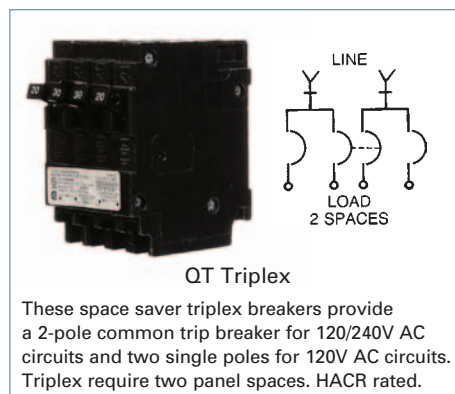 20 30 30 20
LINE
LOAD
2 SPACES
QT Triplex
These space saver triplex breakers provide
a 2-pole common trip breaker for 120/240V AC
circuits and two single poles for 120V AC circuits.
Triplex require two panel spaces. HACR rated.